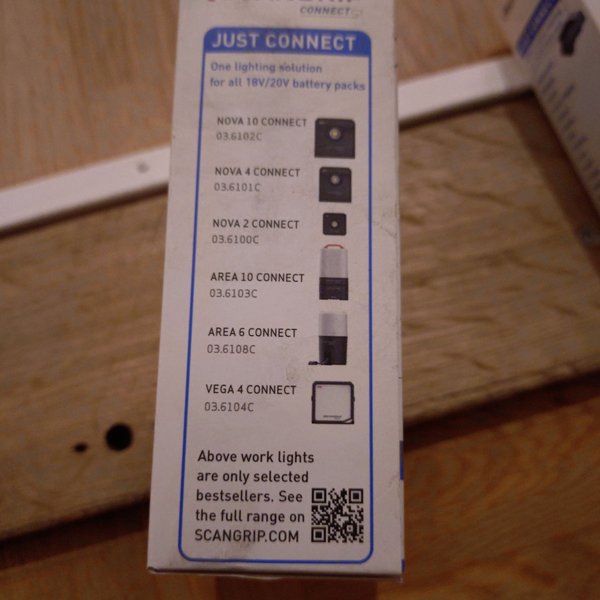 CONNECT
JUST CONNECT
One lighting solution
for all 18V/20V battery packs
NOVA 10 CONNECT
03.6102C
NOVA 4 CONNECT
03.6101C
NOVA 2 CONNECT
03.6100C
AREA 10 CONNECT
03.6103C
AREA 6 CONNECT
03.6108C
VEGA 4 CONNECT
03.6104C
Above work lights
are only selected
bestsellers. See
the full range on
SCANGRIP.COM